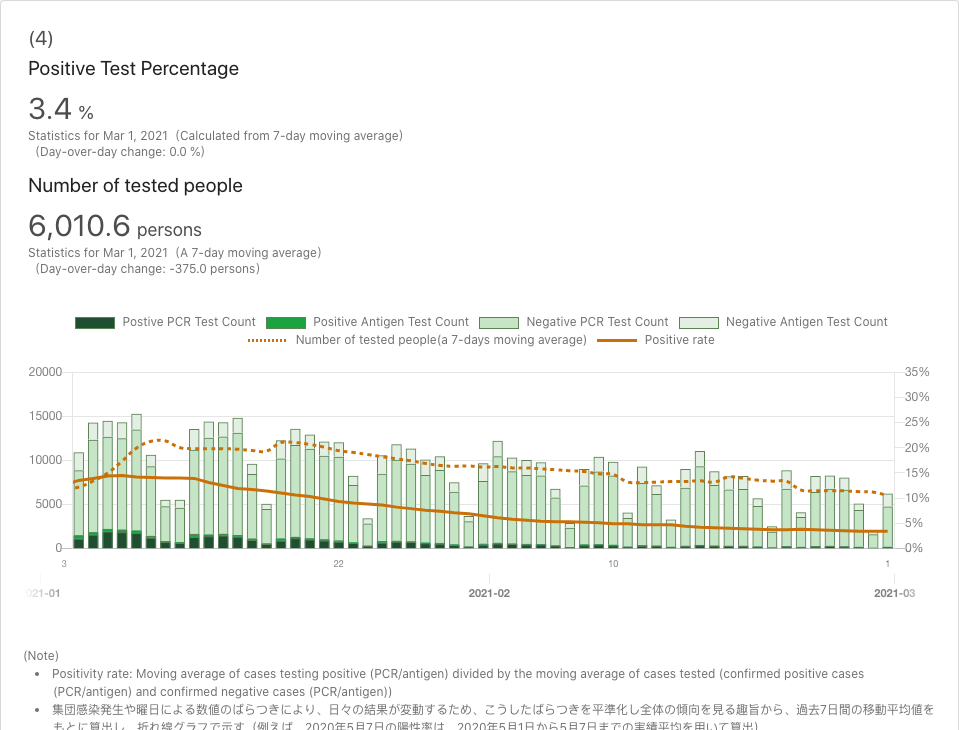 (4)
Positive Test Percentage
3.4 %
Statistics for Mar 1, 2021 (Calculated from 7-day moving average)
(Day-over-day change: 0.0 %)
Number of tested people
6,010.6 persons
Statistics for Mar 1, 2021 (A 7-day moving average)
(Day-over-day change: -375.0 persons)
Postive PCR Test Count Positive Antigen Test Count Negative PCR Test Count Negative Antigen Test Count
Number of tested people(a 7-days moving average) Positive rate
20000 35%
30%
15000 25%
20%
10000 15%
5000 10%
5%
0 0%
3 22 10 1
021-01 2021-02 2021-03
(Note)
• Positivity rate: Moving average of cases testing positive (PCR/antigen) divided by the moving average of cases tested (confirmed positive cases
(PCR/antigen) and confirmed negative cases (PCR/antigen))
• 集団感染発生や曜日による数値のばらつきにより、日々の結果が変動するため、こうしたばらつきを平準化し全体の傾向を見る趣旨から、過去7日間の移動平均値を
もとに算出し、折れ線グラフで示す（例えば、2020年5月7日の陽性率は、2020年5月1日から5月7日までの実績平均を用いて算出）